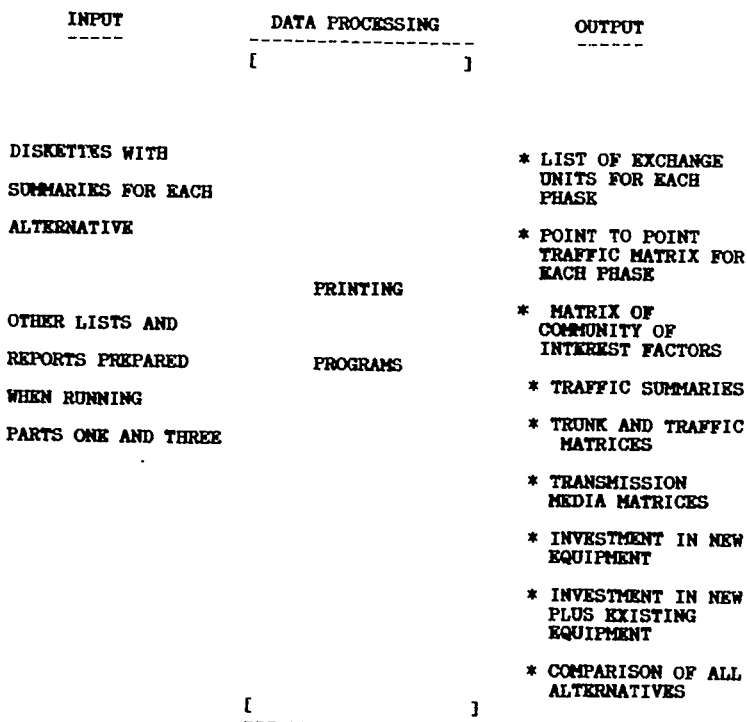 INPUT
DATA PROCESSING
OUTPUT
[ ]
DISKETTES WITH
SUMMARIES FOR EACH
ALTERNATIVE
OTHER LISTS AND
REPORTS PREPARED
WHEN RUNNING
PARTS ONE AND THREE
PRINTING
PROGRAMS
* LIST OF EXCHANGE
UNITS FOR EACH
PHASE
* POINT TO POINT
TRAFFIC MATRIX FOR
EACH PHASE
* MATRIX OF
COMMUNITY OF
INTEREST FACTORS
* TRAFFIC SUMMARIES
* TRUNK AND TRAFFIC
MATRICES
* TRANSMISSION
MEDIA MATRICES
* INVESTMENT IN NEW
EQUIPMENT
* INVESTMENT IN NEW
PLUS EXISTING
EQUIPMENT
* COMPARISON OF ALL
ALTERNATIVES
[ ]